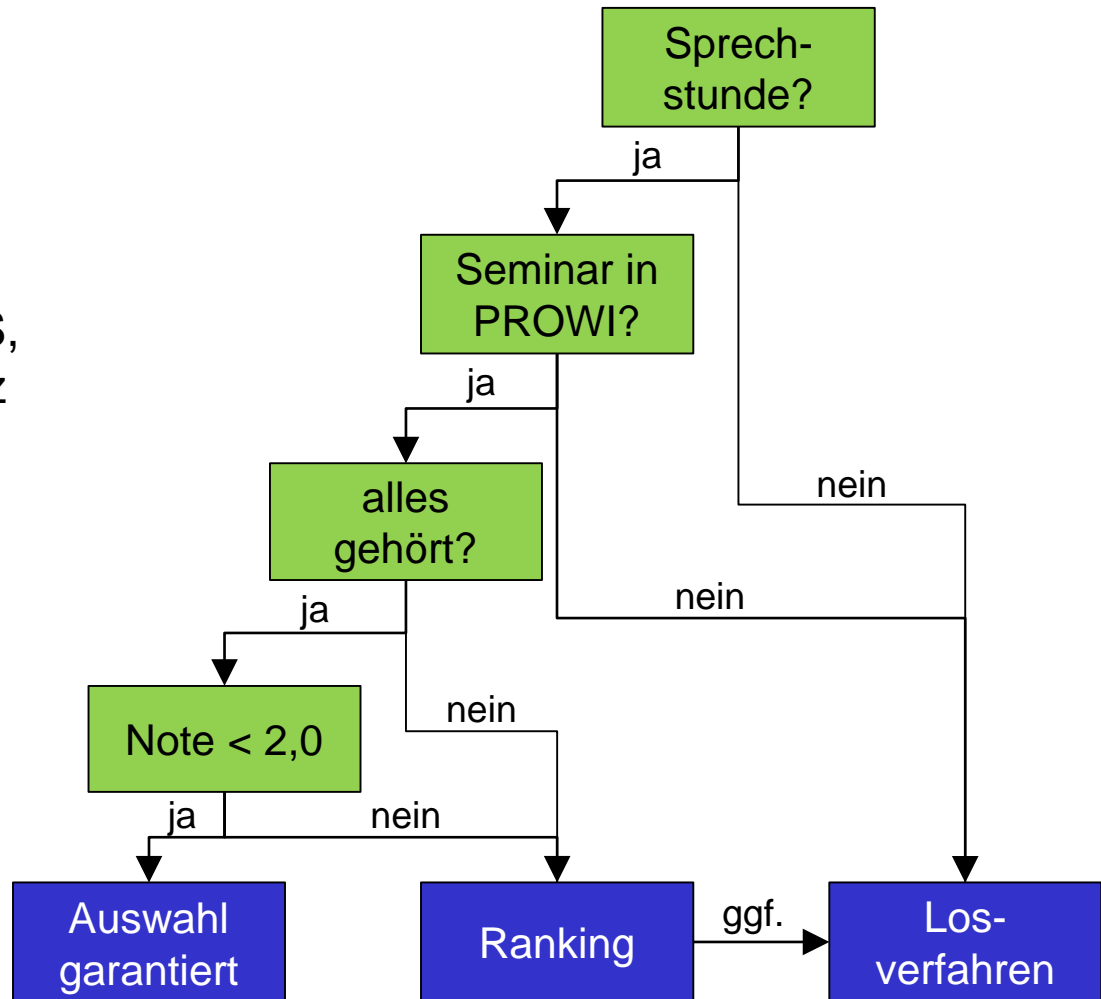 Sprech-
stunde?
ja
Seminar in
PROWI?
ja
alles
gehört?
nein
ja
nein
Note < 2,0
nein
ja
nein
Auswahl
garantiert
Ranking
ggf.
Los-
verfahren